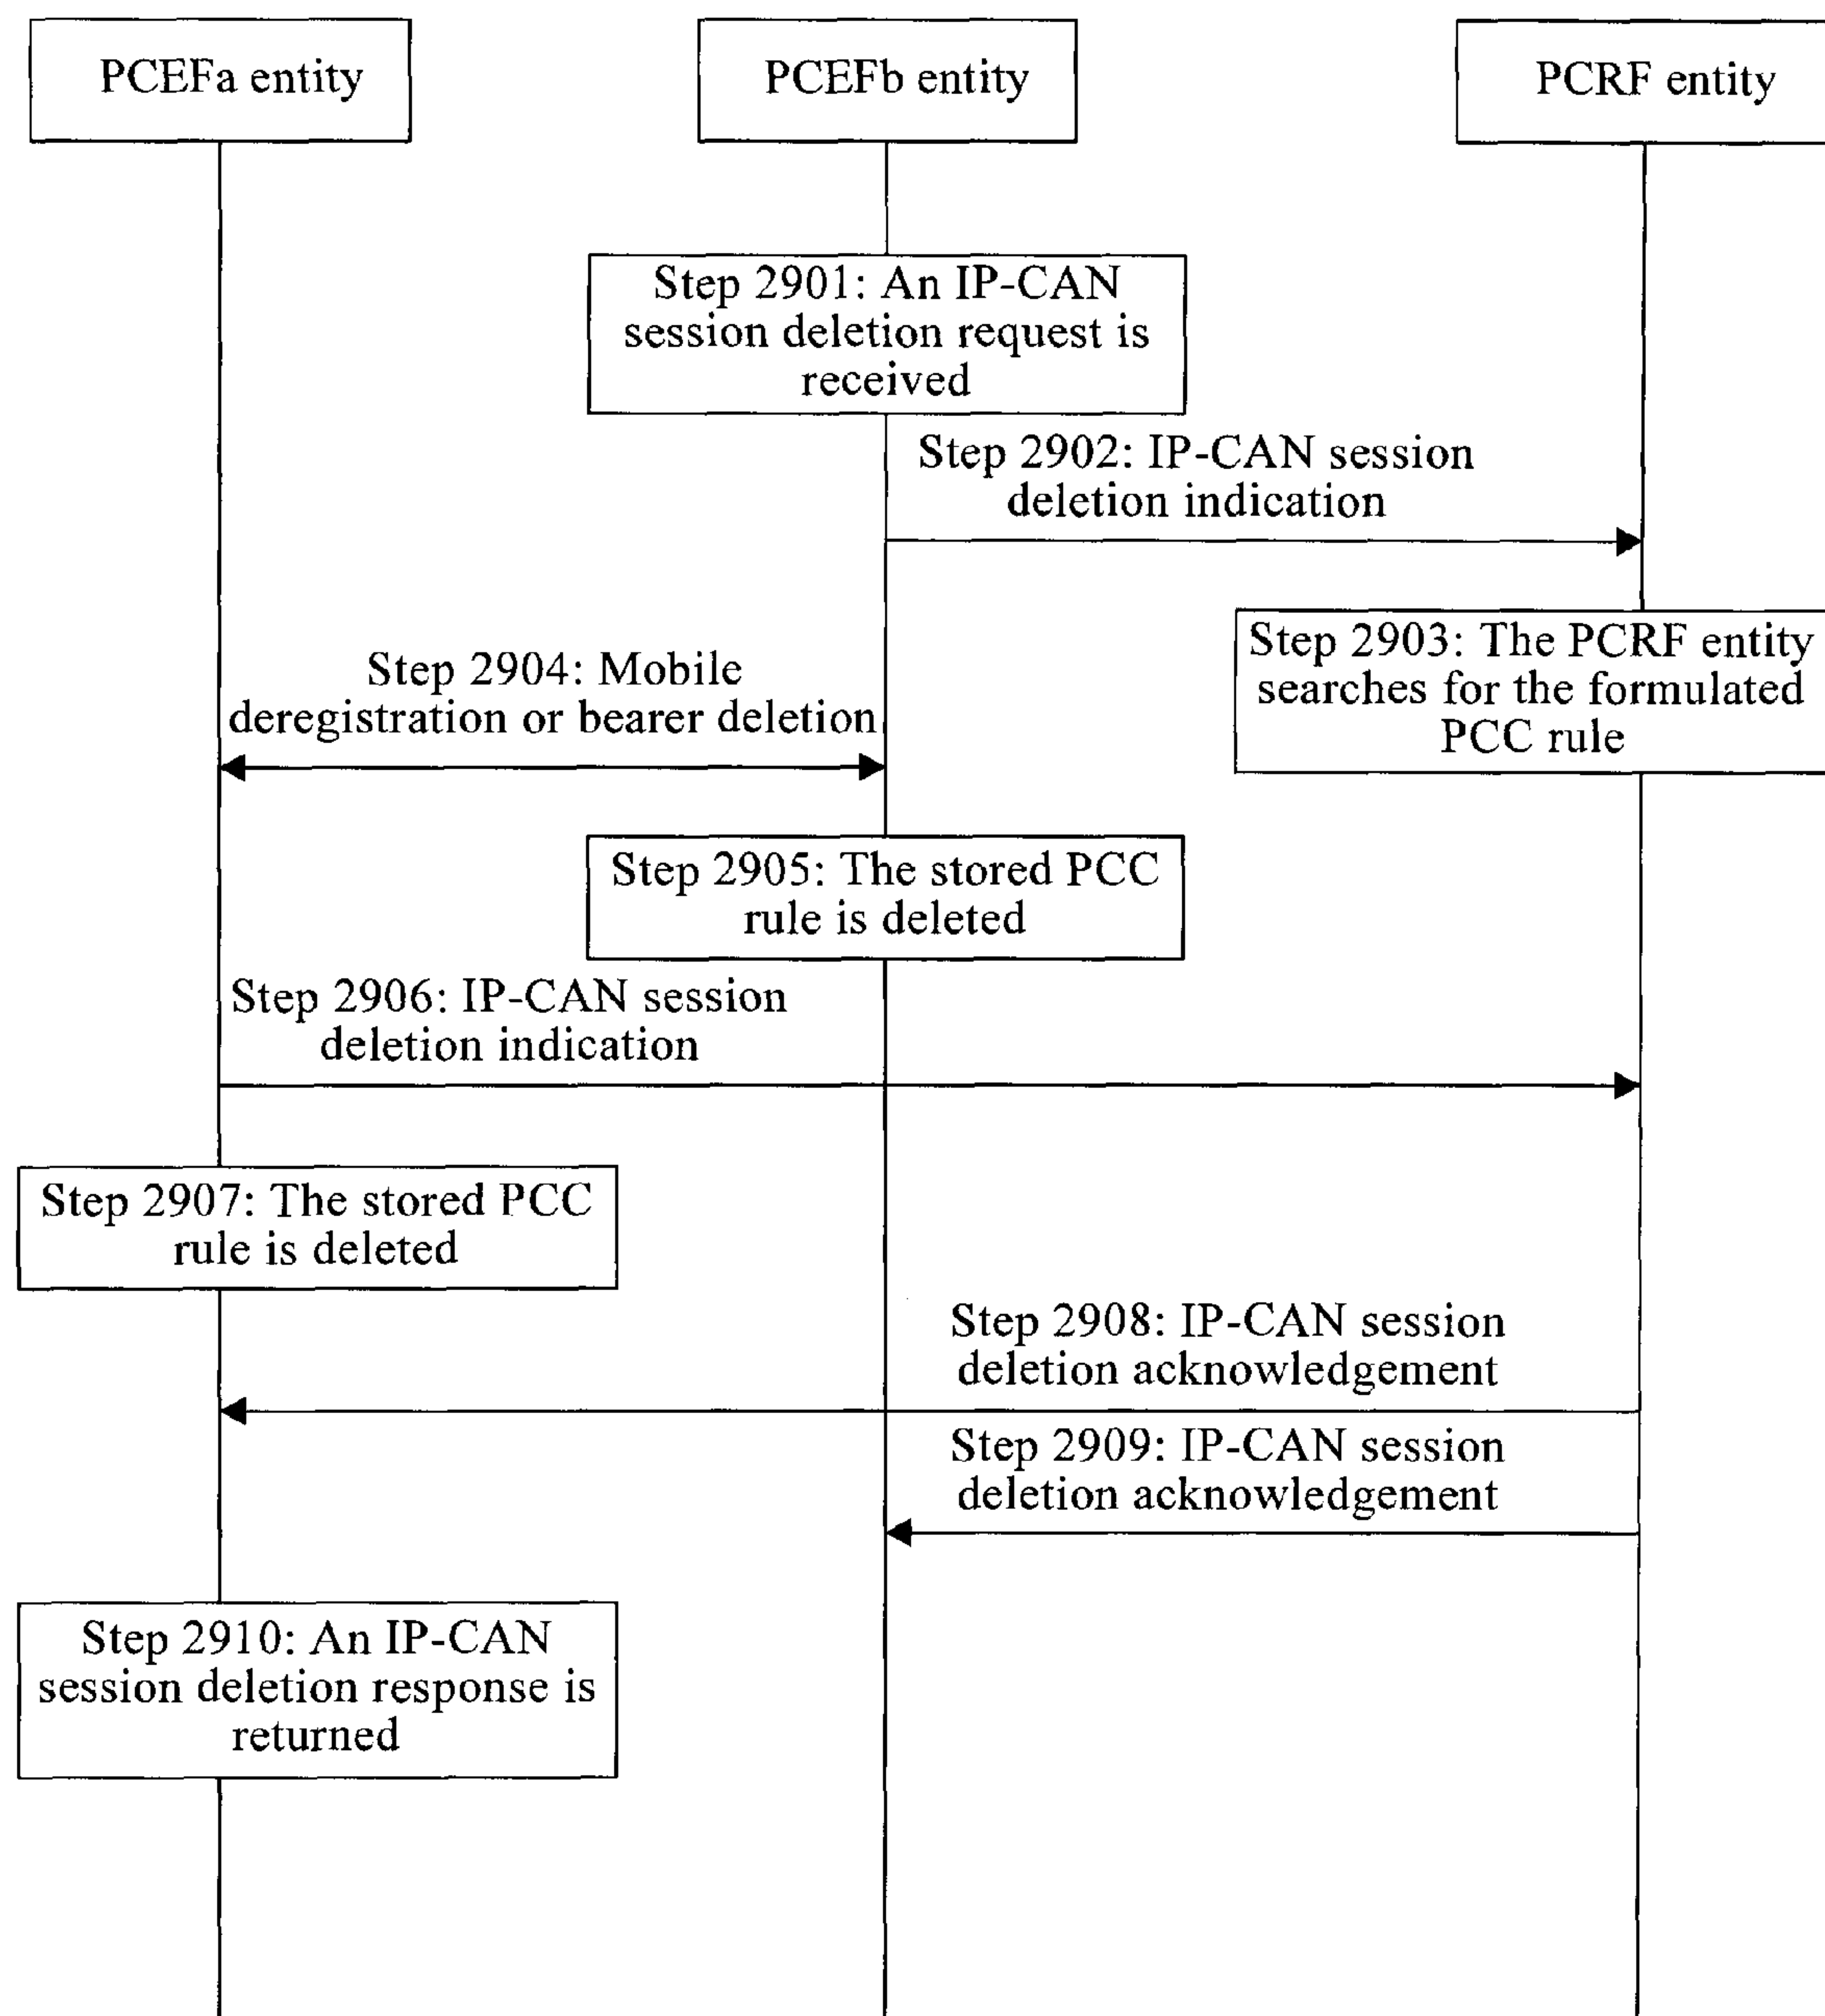 PCEFa entity
PCEFb entity
PCRF entity
Step 2901: An IP-CAN
session deletion request is
received
Step 2902: IP-CAN session
deletion indication
Step 2903: The PCRF entity
searches for the formulated
PCC rule
Step 2904: Mobile
deregistration or bearer deletion
Step 2905: The stored PCC
rule is deleted
Step 2906: IP-CAN session
deletion indication
Step 2907: The stored PCC
rule is deleted
Step 2908: IP-CAN session
deletion acknowledgement
Step 2909: IP-CAN session
deletion acknowledgement
Step 2910: An IP-CAN
session deletion response is
returned